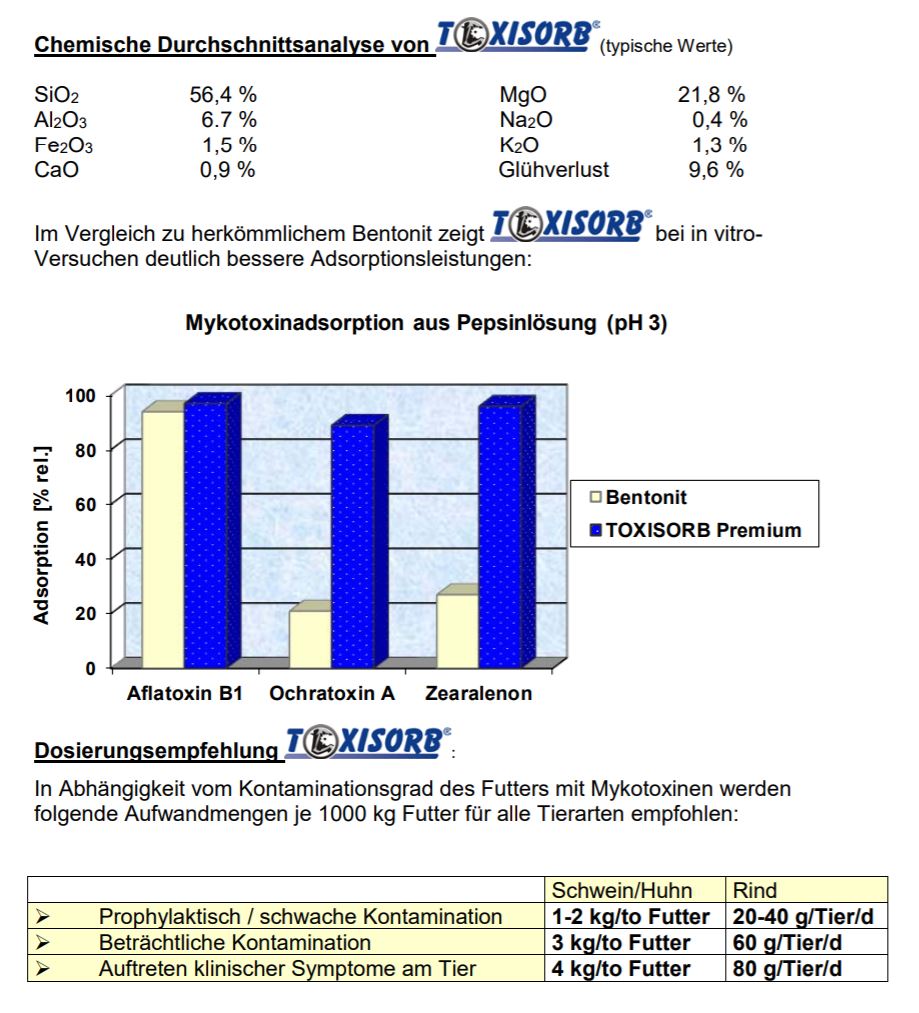 Chemische Durchschnittsanalyse von TOXISORB® (typische Werte)
SiO2 56,4 % MgO 21,8 %
Al2O3 6.7 % Na2O 0,4 %
Fe2O3 1,5 % K2O 1,3 %
CaO 0,9 % Glühverlust 9,6 %
Im Vergleich zu herkömmlichem Bentonit zeigt TOXISORB® bei in vitro-
Versuchen deutlich bessere Adsorptionsleistungen:
Mykotoxinadsorption aus Pepsinlösung (pH 3)
Adsorption [% rel.]
100
80
60
40
20
0
Aflatoxin B1 Ochratoxin A Zearalenon
Bentonit
TOXISORB Premium
Dosierungsempfehlung TOXISORB® :
In Abhängigkeit vom Kontaminationsgrad des Futters mit Mykotoxinen werden
folgende Aufwandmengen je 1000 kg Futter für alle Tierarten empfohlen:
Schwein/Huhn Rind
➢ Prophylaktisch / schwache Kontamination 1-2 kg/to Futter 20-40 g/Tier/d
➢ Beträchtliche Kontamination 3 kg/to Futter 60 g/Tier/d
➢ Auftreten klinischer Symptome am Tier 4 kg/to Futter 80 g/Tier/d